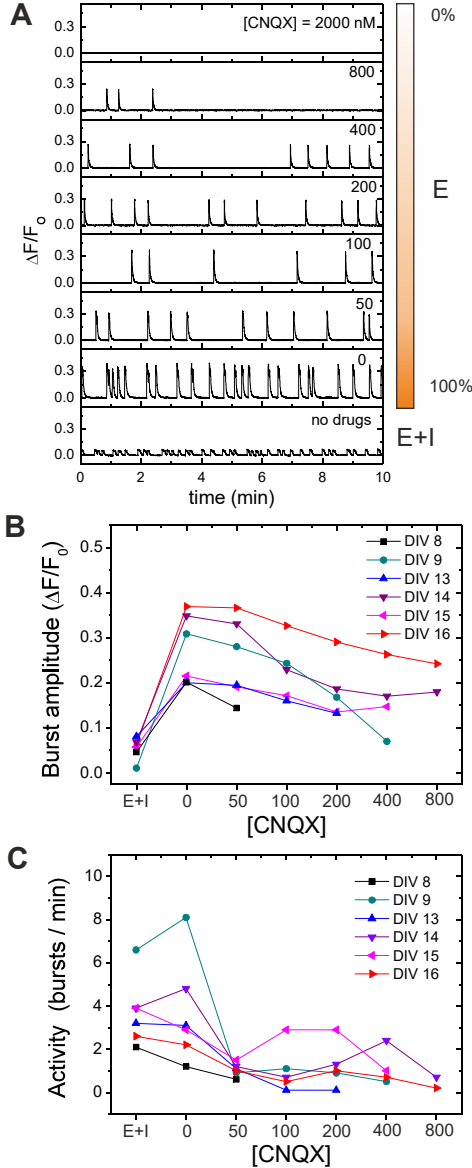 A
[CNQX] = 2000 nM
0.3
0.0
800
0.3
0.0
400
0.3
0.0
200
0.3
0.0
100
0.3
0.0
50
0.3
0.0
0
0.3
0.0
no drugs
0.3
0.0
ΔF/Fo
0 2 4 6 8 10
time (min)
0%
E
100%
E+I
B
Burst amplitude (ΔF/F0)
0.5
0.4
0.3
0.2
0.1
0.0
DIV 8
DIV 9
DIV 13
DIV 14
DIV 15
DIV 16
E+I 0 50 100 200 400 800
[CNQX]
C
Activity (bursts / min)
10
8
6
4
2
0
DIV 8
DIV 9
DIV 13
DIV 14
DIV 15
DIV 16
E+I 0 50 100 200 400 800
[CNQX]